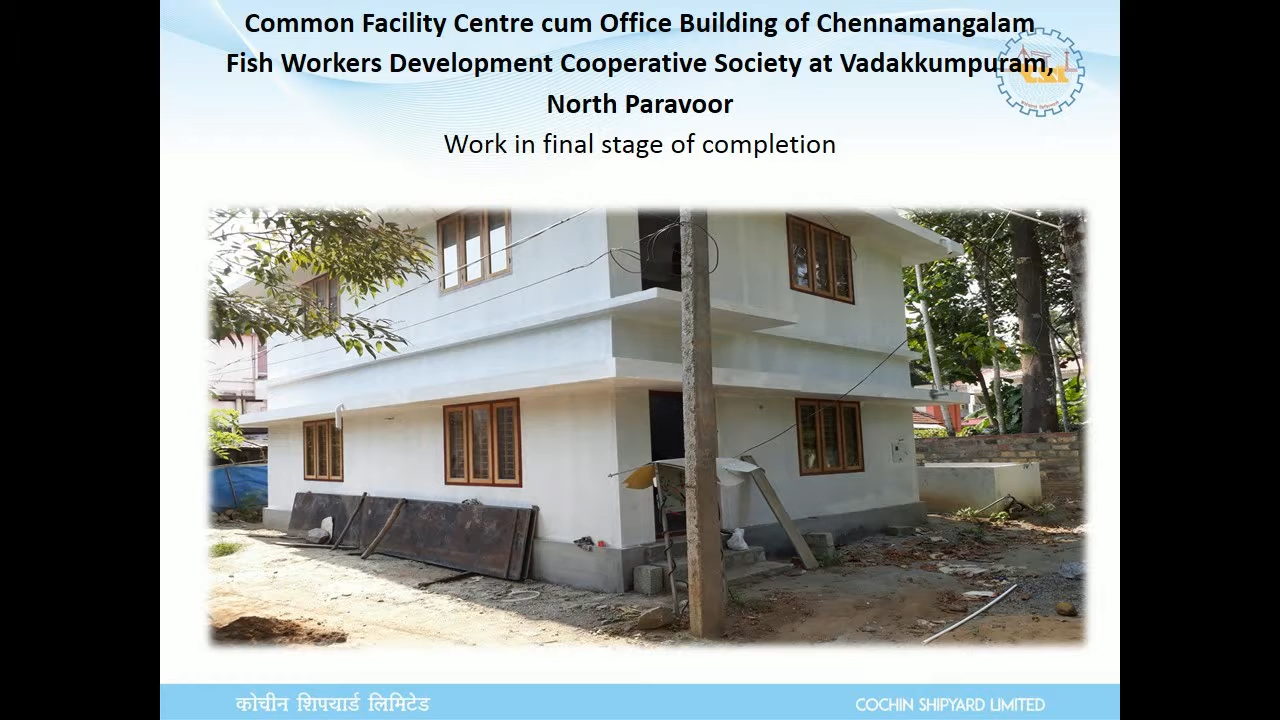 Common Facility Centre cum Office Building of Chennamangalam
Fish Workers Development Cooperative Society at Vadakkumpuram,
North Paravoor
Work in final stage of completion
कोचीन शिपयार्ड लिमिटेड
COCHIN SHIPYARD LIMITED